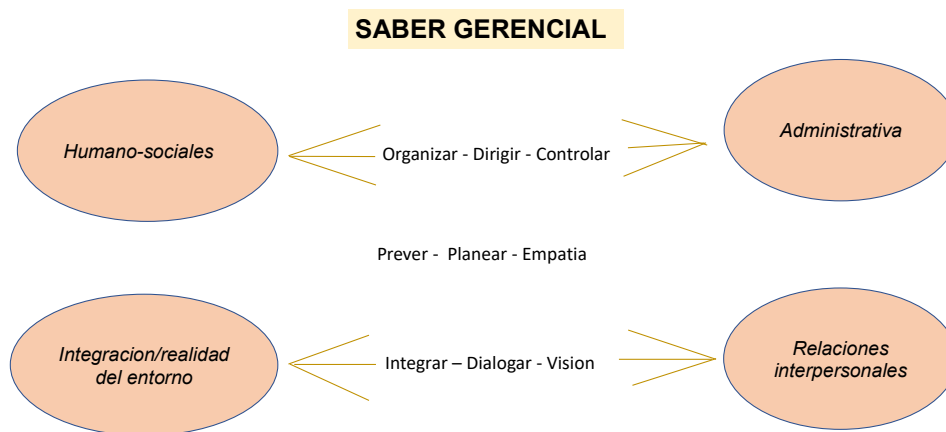 SABER GERENCIAL
Humano-sociales
Organizar - Dirigir - Controlar
Administrativa
Prever -  Planear - Empatia
Integracion/realidad
del entorno
Integrar – Dialogar - Vision
Relaciones
interpersonales